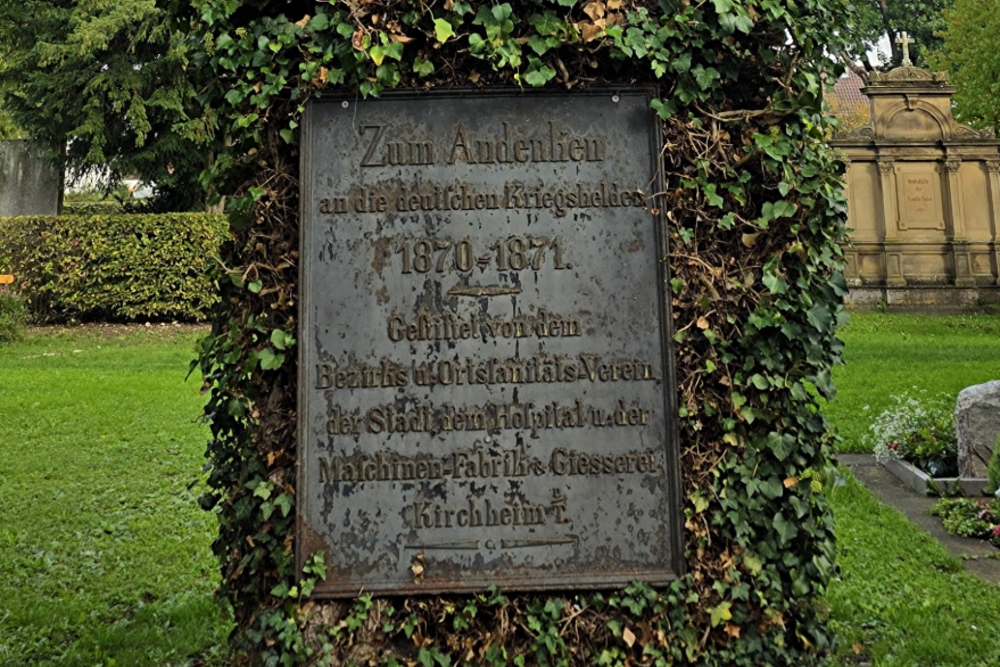 Zum Andenken
an die deutſchen Kriegshelden
1870-1871.
Geſtiftet von dem
Bezirks u. Ortsſanitäts Verein
der Stadt, dem Hoſpital u. der
Maſchinen-Fabrik & Giesserei
Kirchheim u/T.